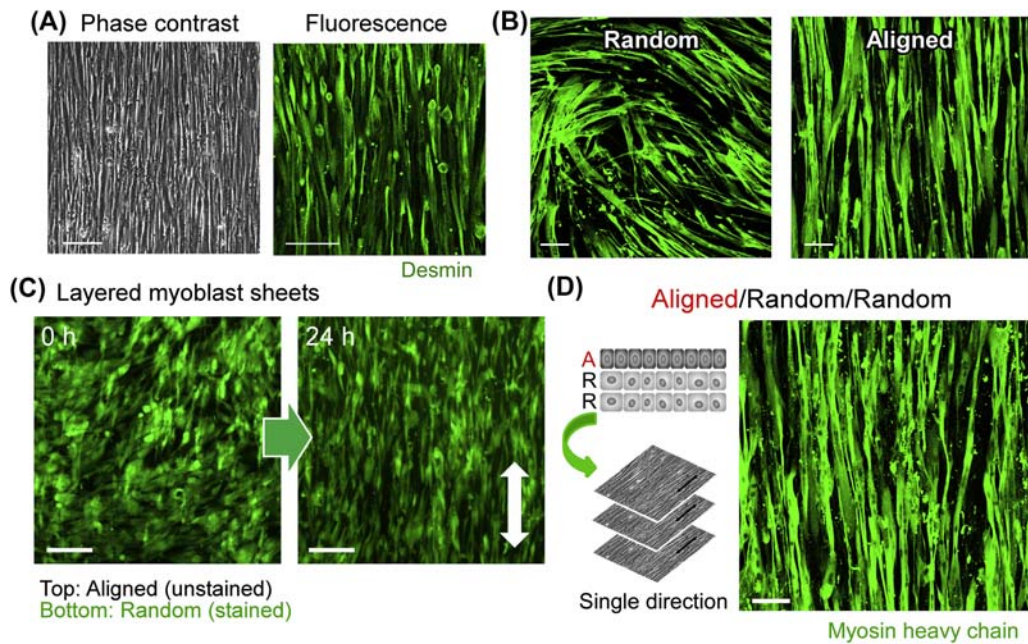 (A) Phase contrast Fluorescence
Desmin
(B) Random Aligned
(C) Layered myoblast sheets
0 h 24 h
Top: Aligned (unstained)
Bottom: Random (stained)
(D) Aligned/Random/Random
A
R
R
Single direction
Myosin heavy chain